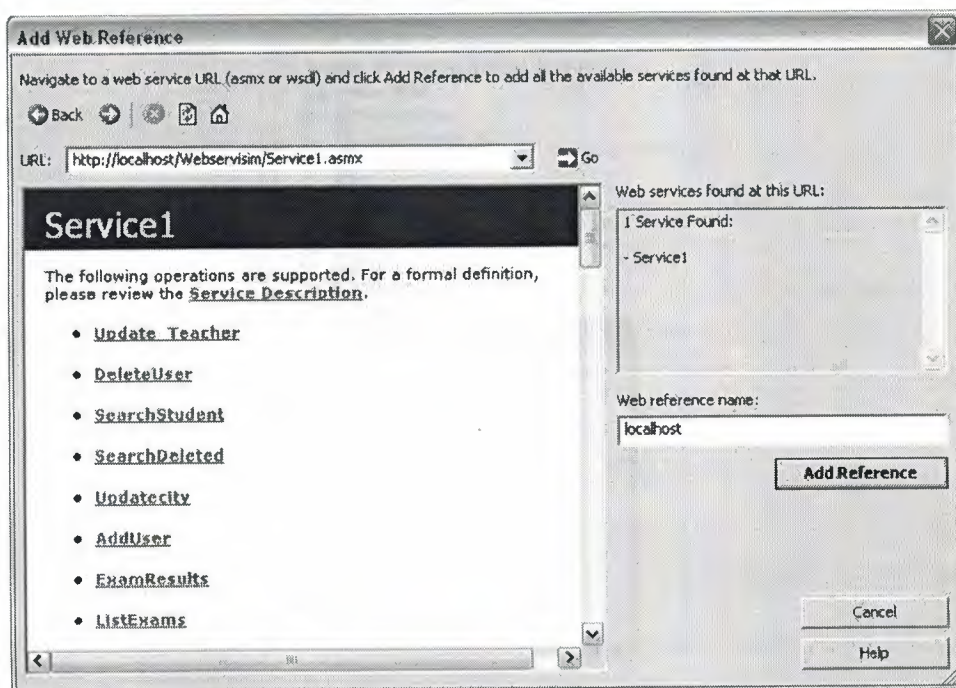 Add Web Reference
Navigate to a web service URL (asmx or wsdl) and click Add Reference to add all the available services found at that URL.
Back
URL: http://localhost/Webservisim/Service1.asmx Go
Service1
The following operations are supported. For a formal definition,
please review the Service Description.
• Update_Teacher
• DeleteUser
• SearchStudent
• SearchDeleted
• Updatecity
• AddUser
• ExamResults
• ListExams
Web services found at this URL:
1 Service Found:
- Service1
Web reference name:
localhost
Add Reference
Cancel
Help